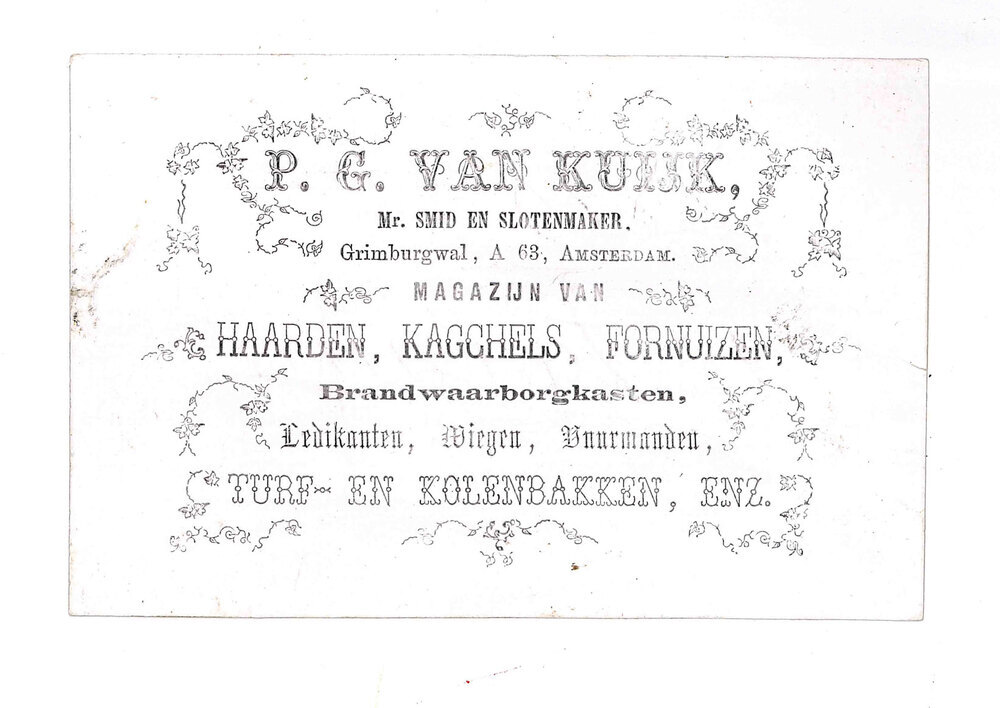 P. G. VAN KUIJK,
Mr. SMID EN SLOTENMAKER.
Grimburgwal, A 63, AMSTERDAM.
MAGAZIJN VAN
HAARDEN, KAGCHELS, FORNUIZEN,
Brandwaarborgkasten,
Ledikanten, Wiegen, Vuurmanden,
TURF- EN KOLENBAKKEN, ENZ.